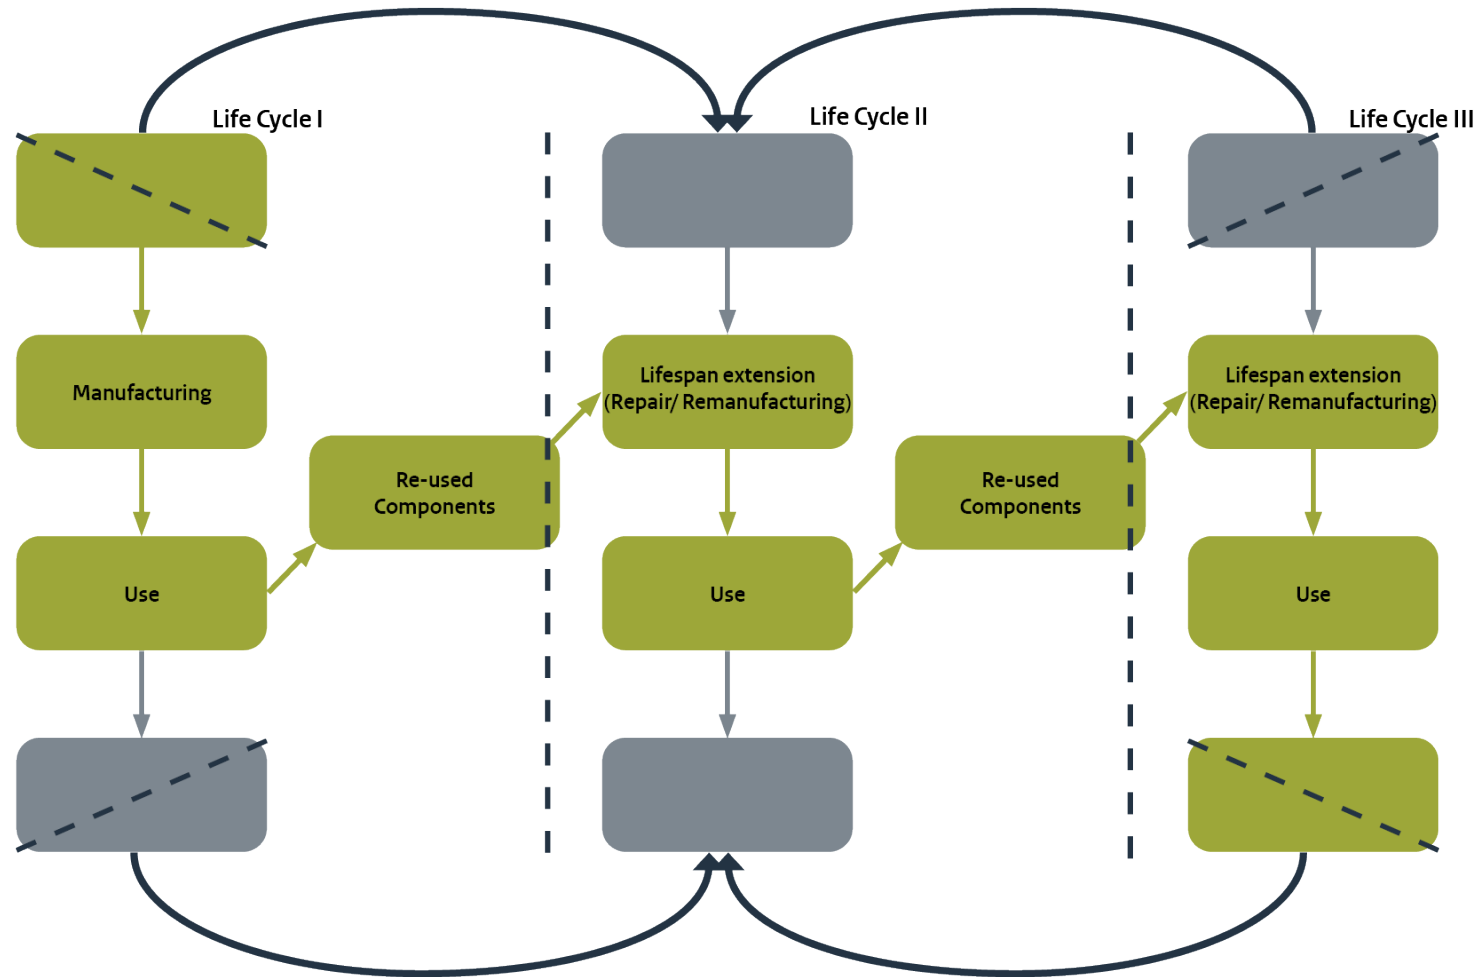 Life Cycle I
Life Cycle II
Life Cycle III
Manufacturing
Lifespan extension
(Repair/ Remanufacturing)
Lifespan extension
(Repair/ Remanufacturing)
Re-used
Components
Re-used
Components
Use
Use
Use